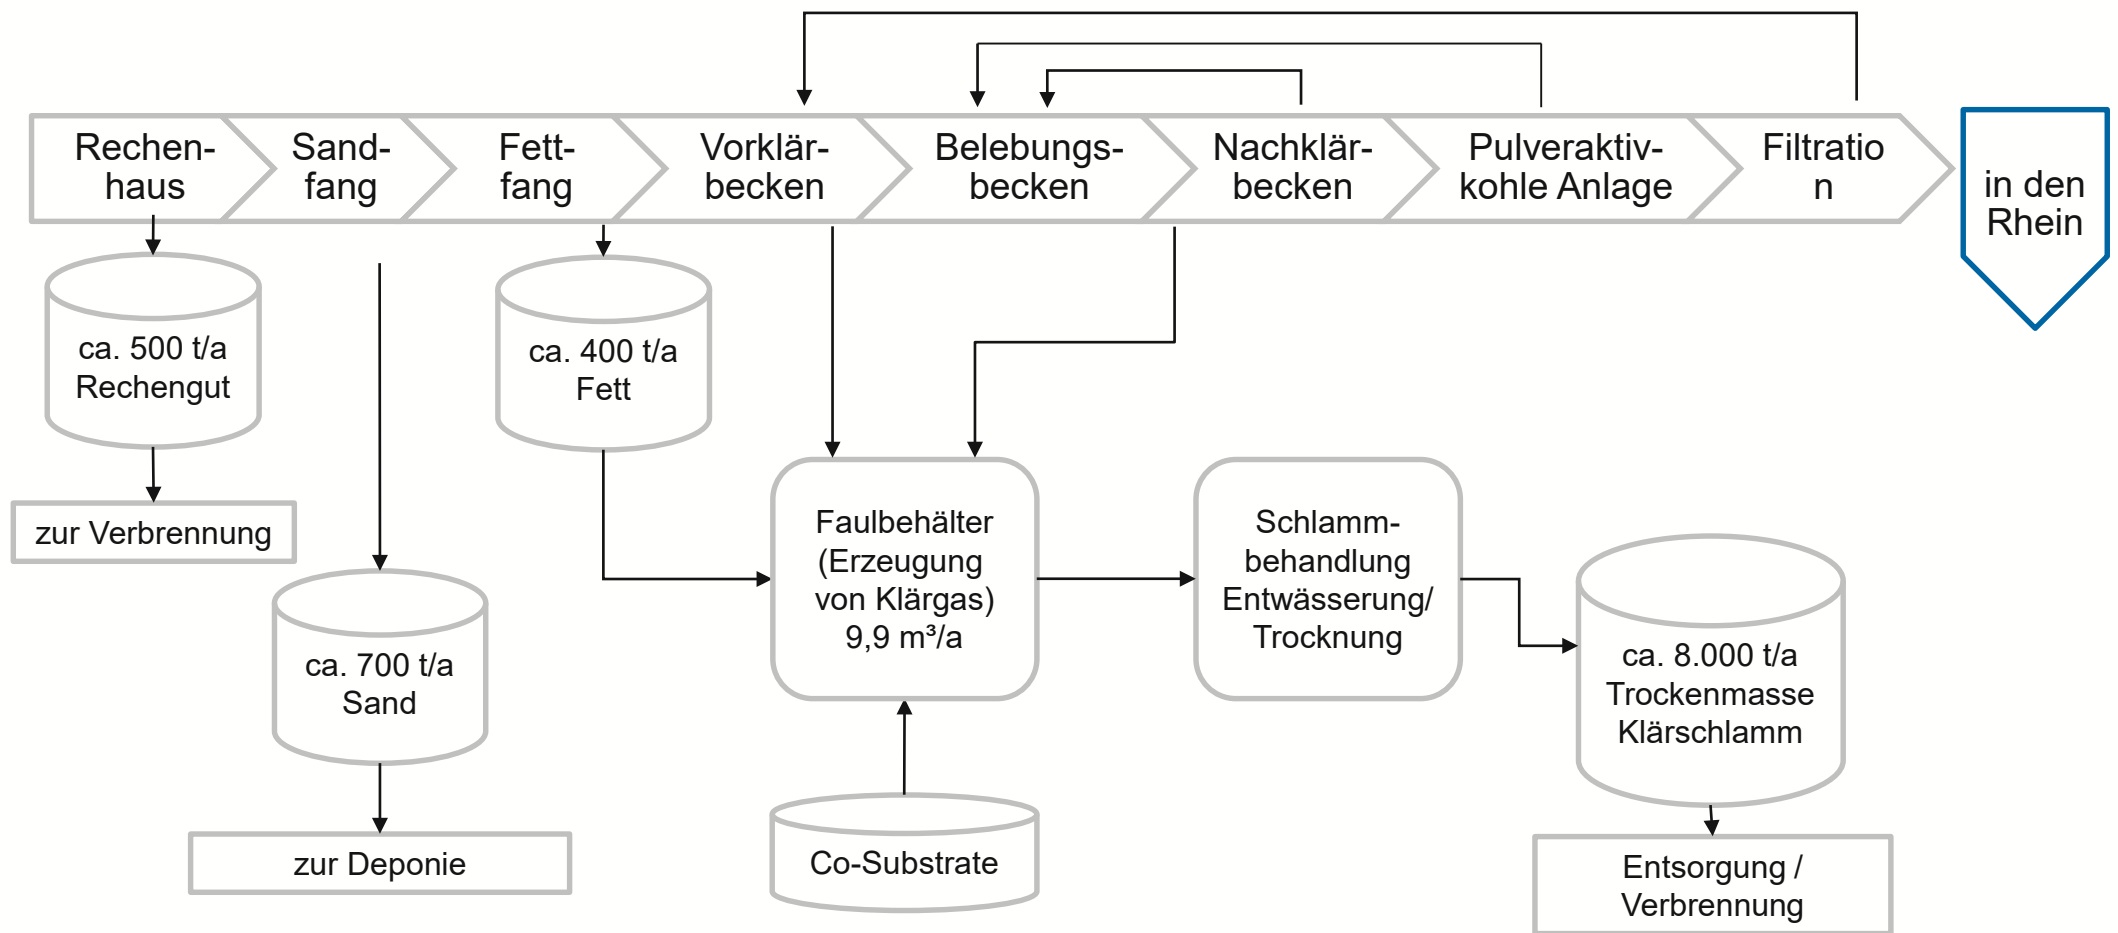 Rechen-
haus
Sand-
fang
Fett-
fang
Vorklär-
becken
Belebungs-
becken
Nachklär-
becken
Pulveraktiv-
kohle Anlage
Filtratio
n
in den
Rhein
ca. 500 t/a
Rechengut
ca. 400 t/a
Fett
zur Verbrennung
Faulbehälter
(Erzeugung
von Klärgas)
9,9 m³/a
Schlamm-
behandlung
Entwässerung/
Trocknung
ca. 700 t/a
Sand
ca. 8.000 t/a
Trockenmasse
Klärschlamm
zur Deponie
Co-Substrate
Entsorgung /
Verbrennung